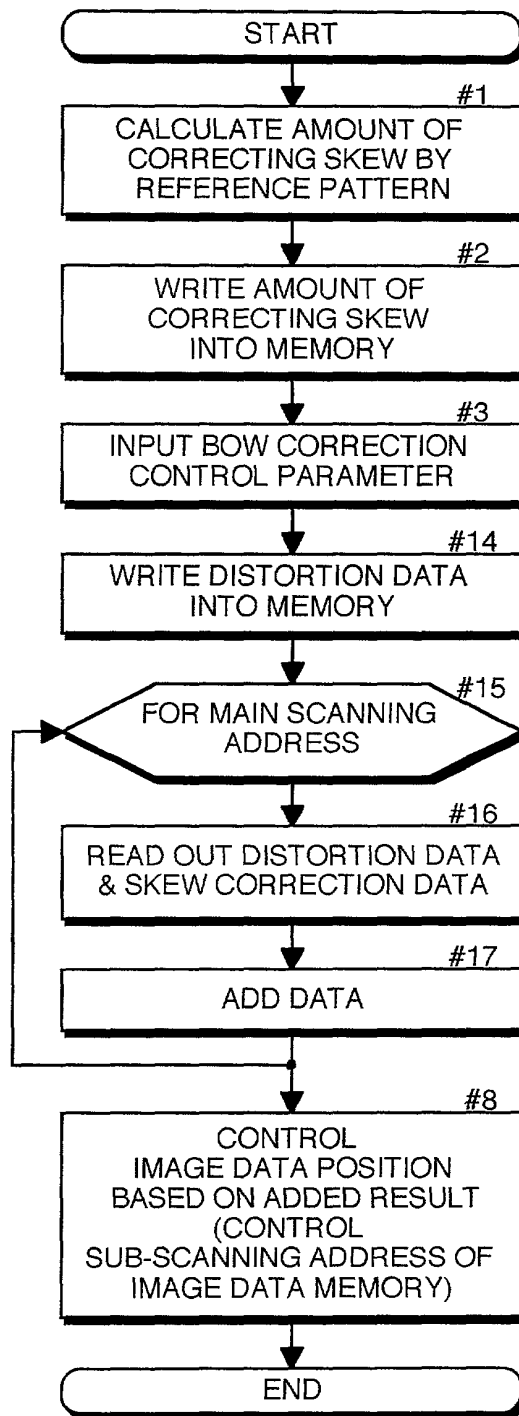 START
#1
CALCULATE AMOUNT OF
CORRECTING SKEW BY
REFERENCE PATTERN
#2
WRITE AMOUNT OF
CORRECTING SKEW
INTO MEMORY
#3
INPUT BOW CORRECTION
CONTROL PARAMETER
#14
WRITE DISTORTION DATA
INTO MEMORY
#15
FOR MAIN SCANNING
ADDRESS
#16
READ OUT DISTORTION DATA
& SKEW CORRECTION DATA
#17
ADD DATA
#8
CONTROL
IMAGE DATA POSITION
BASED ON ADDED RESULT
(CONTROL
SUB-SCANNING ADDRESS OF
IMAGE DATA MEMORY)
END